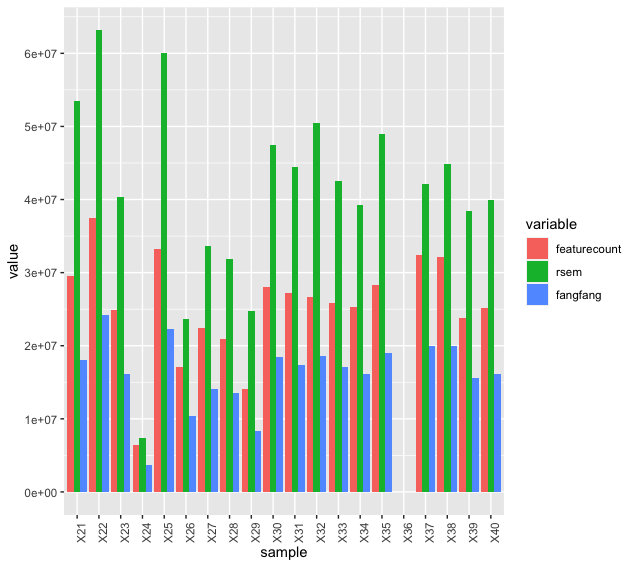 6e+07
5e+07
4e+07
3e+07
2e+07
1e+07
0e+00
value
X21
X22
X23
X24
X25
X26
X27
X28
X29
X30
X31
X32
X33
X34
X35
X36
X37
X38
X39
X40
sample
variable
featurecount
rsem
fangfang